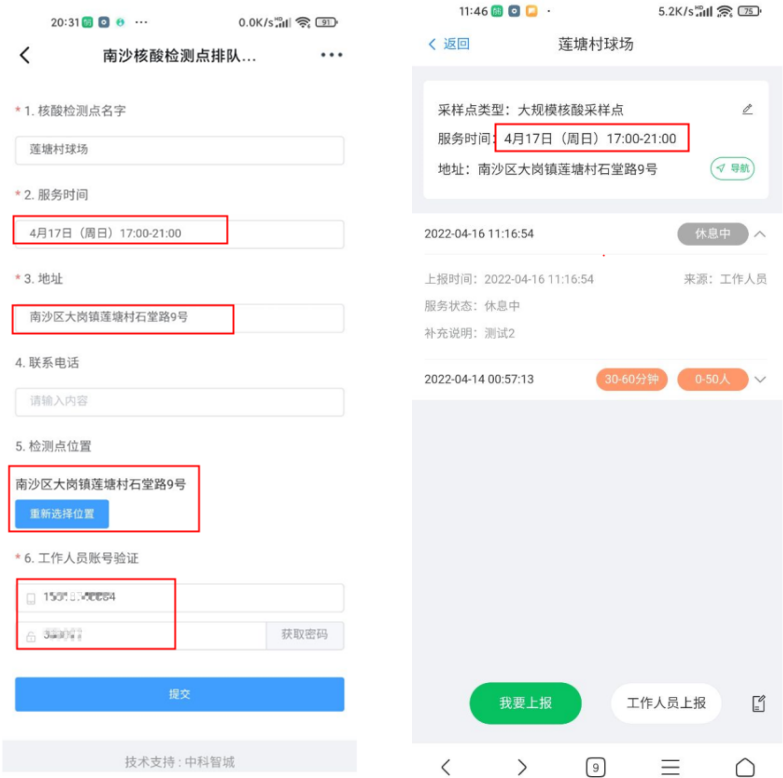 20:31
0.0K/s
91
南沙核酸检测点排队...
* 1. 核酸检测点名字
莲塘村球场
* 2. 服务时间
4月17日（周日）17:00-21:00
* 3. 地址
南沙区大岗镇莲塘村石堂路9号
4. 联系电话
请输入内容
5. 检测点位置
南沙区大岗镇莲塘村石堂路9号
重新选择位置
* 6. 工作人员账号验证
获取密码
提交
技术支持 : 中科智城
11:46
5.2K/s
75
返回
莲塘村球场
采样点类型：大规模核酸采样点
服务时间：4月17日（周日）17:00-21:00
地址：南沙区大岗镇莲塘村石堂路9号
导航
2022-04-16 11:16:54
休息中
上报时间：2022-04-16 11:16:54
来源：工作人员
服务状态：休息中
补充说明：测试2
2022-04-14 00:57:13
30-60分钟
0-50人
我要上报
工作人员上报
9